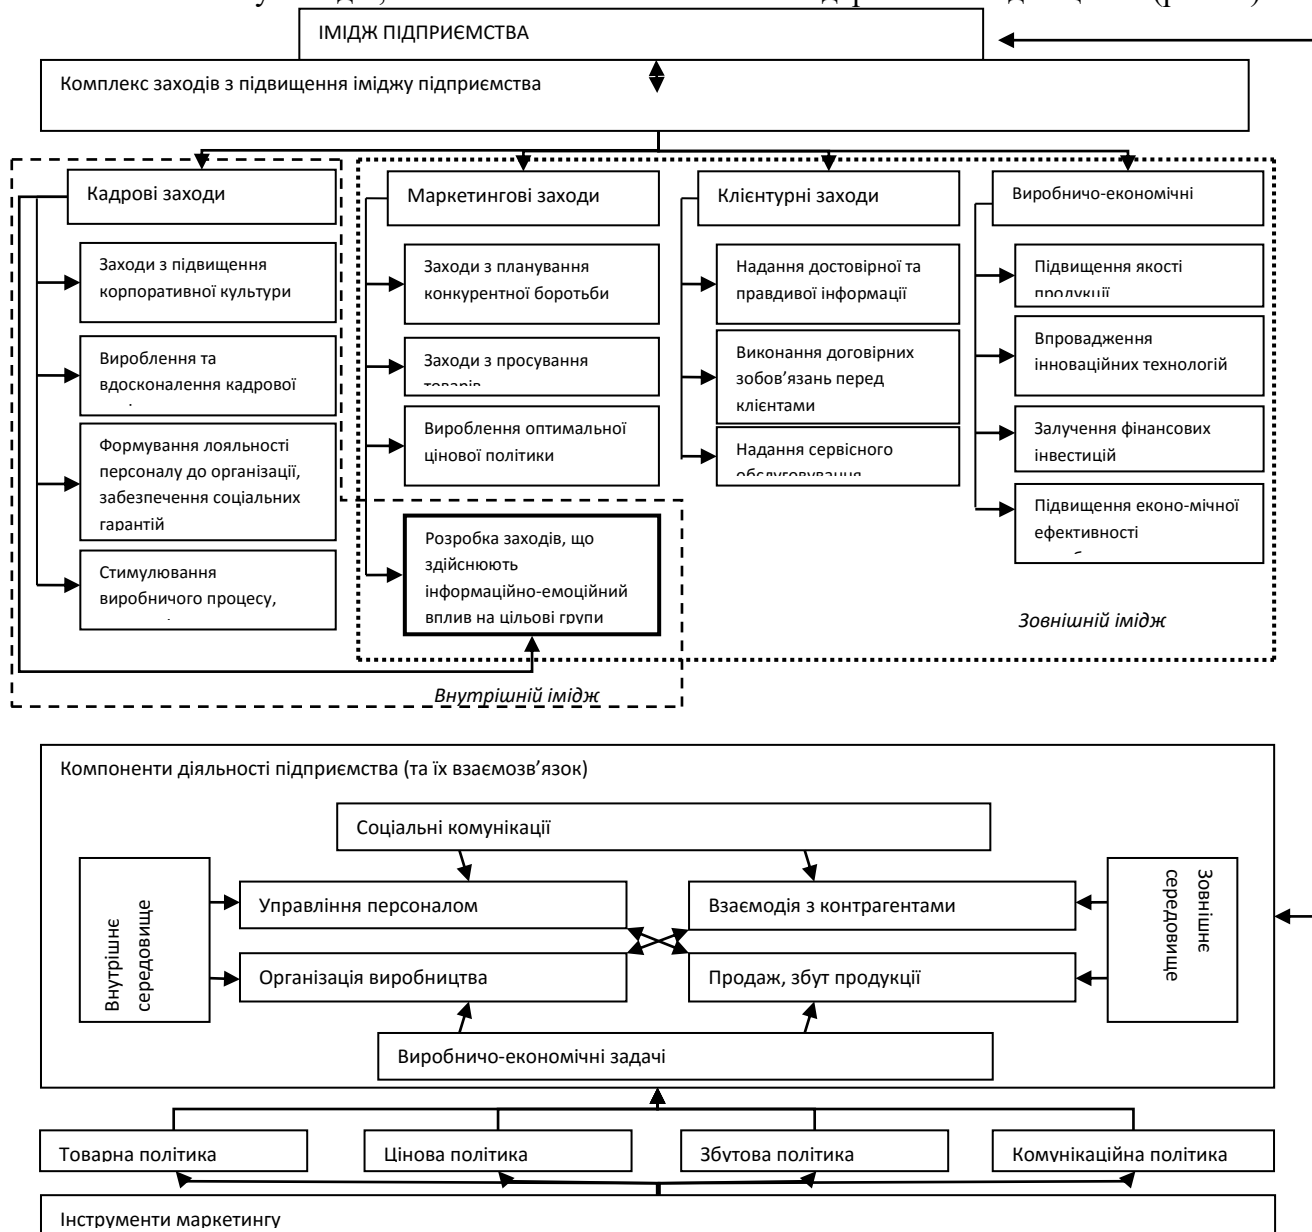 ІМІДЖ ПІДПРИЄМСТВА
Комплекс заходів з підвищення іміджу підприємства
Кадрові заходи
Заходи з підвищення
корпоративної культури
Вироблення та
вдосконалення кадрової
Формування лояльності
персоналу до організації,
забезпечення соціальних
гарантій
Стимулювання
виробничого процесу,
Маркетингові заходи
Заходи з планування
конкурентної боротьби
Заходи з просування
товарів
Вироблення оптимальної
цінової політики
Розробка заходів, що
здійснюють
інформаційно-емоційний
вплив на цільові групи
Клієнтурні заходи
Надання достовірної та
правдивої інформації
Виконання договірних
зобов’язань перед
клієнтами
Надання сервісного
обслуговування
Виробничо-економічні
Підвищення якості
продукції
Впровадження
інноваційних технологій
Залучення фінансових
інвестицій
Підвищення еконо-мічної
ефективності
Зовнішній імідж
Внутрішній імідж
Компоненти діяльності підприємства (та їх взаємозв’язок)
Соціальні комунікації
Внутрішнє
середовище
Управління персоналом
Взаємодія з контрагентами
Організація виробництва
Продаж, збут продукції
Зовнішнє
середовище
Виробничо-економічні задачі
Товарна політика
Цінова політика
Збутова політика
Комунікаційна політика
Інструменти маркетингу